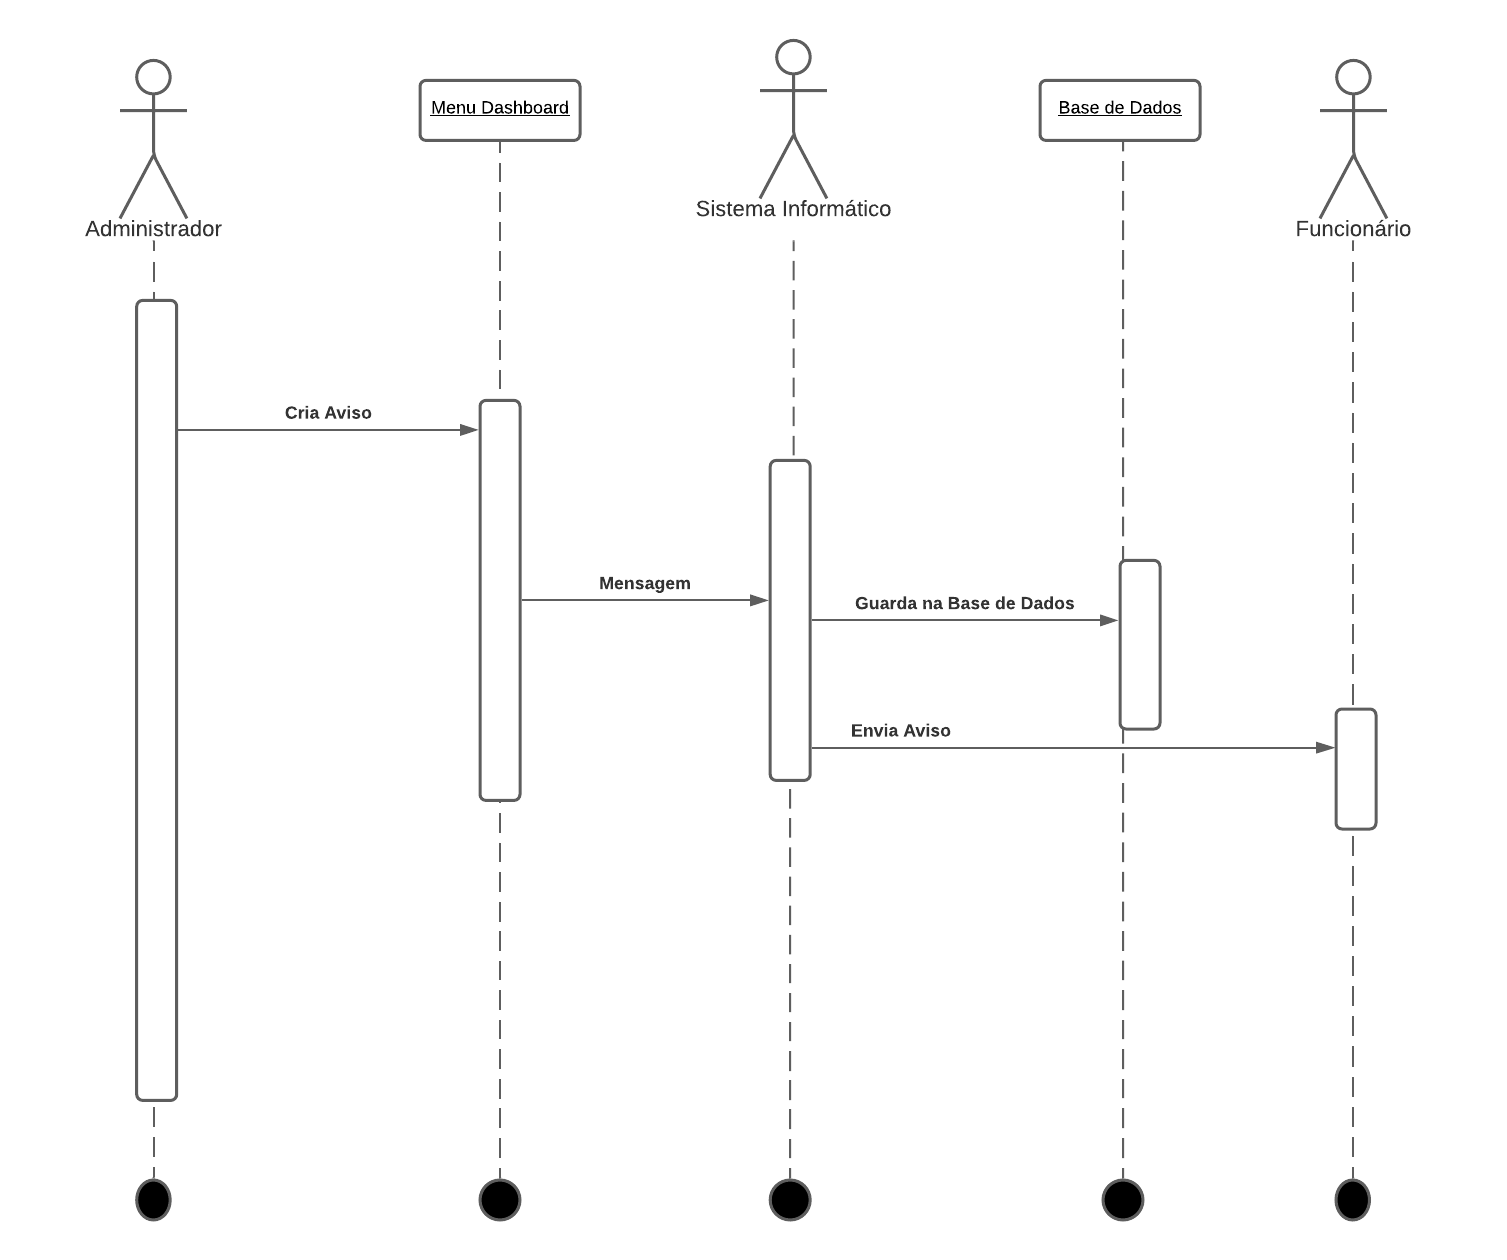 Administrador
Menu Dashboard
Sistema Informático
Base de Dados
Funcionário
Cria Aviso
Mensagem
Guarda na Base de Dados
Envia Aviso